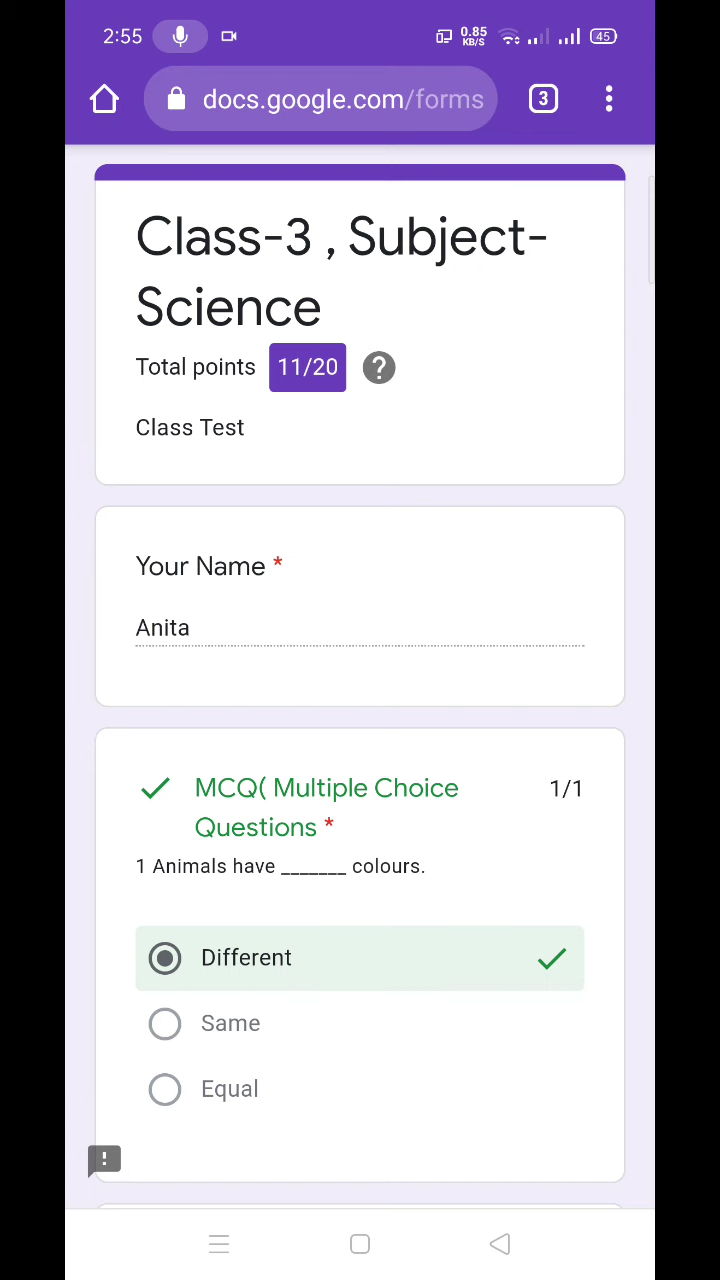 2:55
0.85
KB/S
45
docs.google.com/forms
3
Class-3 , Subject-
Science
Total points 11/20 ?
Class Test
Your Name *
Anita
MCQ( Multiple Choice 1/1
Questions *
1 Animals have _______ colours.
Different
Same
Equal
!